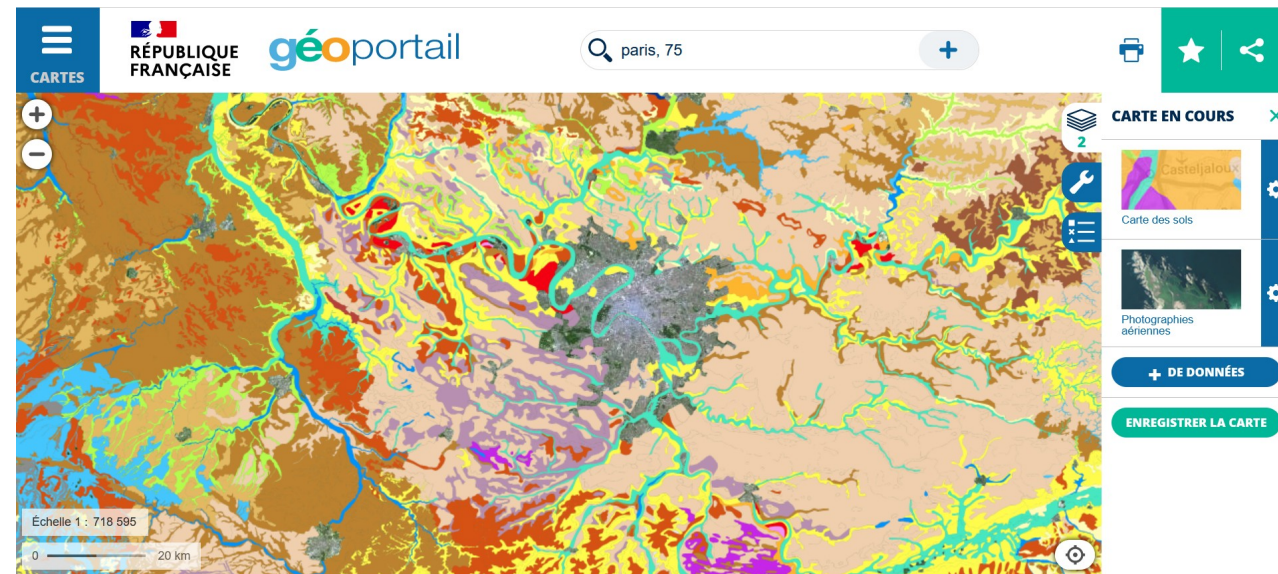 CARTES
RÉPUBLIQUE
FRANÇAISE
géoportail
paris, 75
+
+
−
2
CARTE EN COURS
Casteljaloux
Carte des sols
Photographies
aériennes
+ DE DONNÉES
ENREGISTRER LA CARTE
Échelle 1 : 718 595
0 20 km